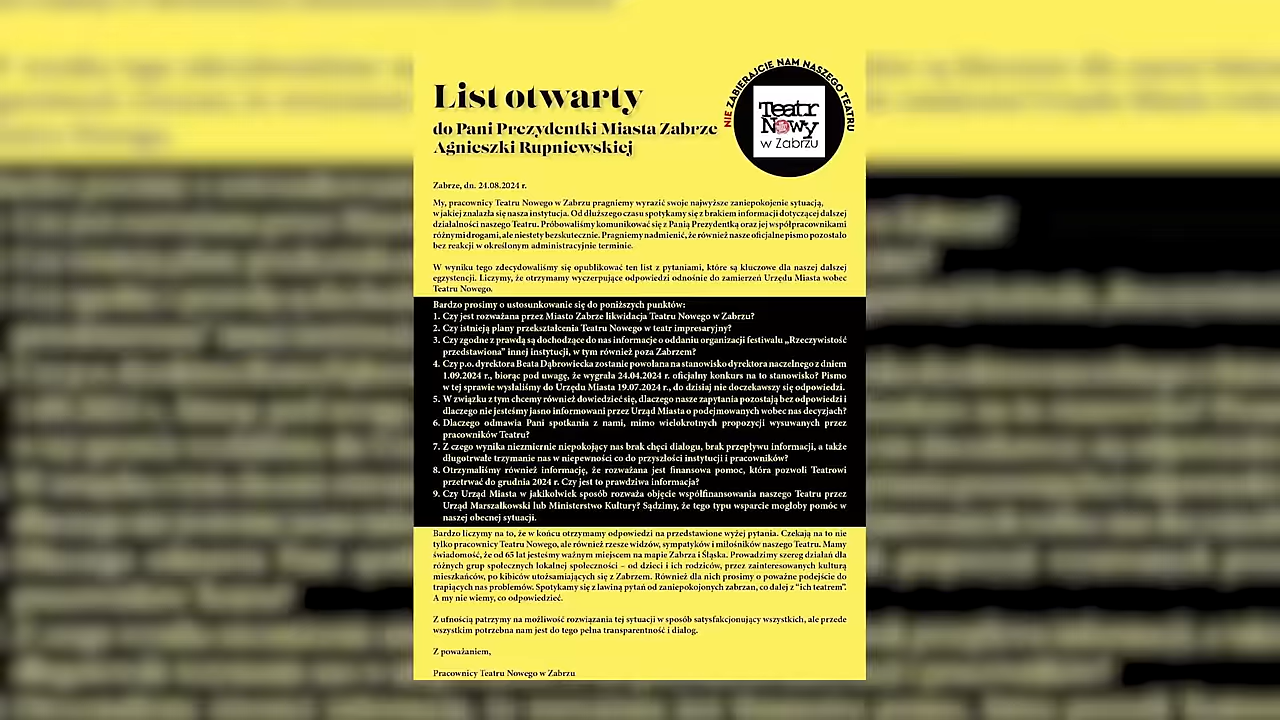 List otwarty
do Pani Prezydentki Miasta Zabrze
Agnieszki Rupniewskiej
NIE ZABIERAJCIE NAM NASZEGO TEATRU
Teatr
Nowy
w Zabrzu
Zabrze, dn. 24.08.2024 r.
My, pracownicy Teatru Nowego w Zabrzu pragniemy wyrazić swoje najwyższe zaniepokojenie sytuacją,
w jakiej znalazła się nasza instytucja. Od dłuższego czasu spotykamy się z brakiem informacji dotyczącej dalszej
działalności naszego Teatru. Próbowaliśmy komunikować się z Panią Prezydentką oraz jej współpracownikami
różnymi drogami, ale niestety bezskutecznie. Pragniemy nadmienić, że również nasze oficjalne pismo pozostało
bez reakcji w określonym administracyjnie terminie.
W wyniku tego zdecydowaliśmy się opublikować ten list z pytaniami, które są kluczowe dla naszej dalszej
egzystencji. Liczymy, że otrzymamy wyczerpujące odpowiedzi odnośnie do zamierzeń Urzędu Miasta wobec
Teatru Nowego.
Bardzo prosimy o ustosunkowanie się do poniższych punktów:
1. Czy jest rozważana przez Miasto Zabrze likwidacja Teatru Nowego w Zabrzu?
2. Czy istnieją plany przekształcenia Teatru Nowego w teatr impresaryjny?
3. Czy zgodne z prawdą są dochodzące do nas informacje o oddaniu organizacji festiwalu „Rzeczywistość
przedstawiona" innej instytucji, w tym również poza Zabrzem?
4. Czy p.o. dyrektora Beata Dąbrowiecka zostanie powołana na stanowisko dyrektora naczelnego z dniem
1.09.2024 r., biorąc pod uwagę, że wygrała 24.04.2024 r. oficjalny konkurs na to stanowisko? Pismo
w tej sprawie wysłaliśmy do Urzędu Miasta 19.07.2024 r., do dzisiaj nie doczekawszy się odpowiedzi.
5. W związku z tym chcemy również dowiedzieć się, dlaczego nasze zapytania pozostają bez odpowiedzi i
dlaczego nie jesteśmy jasno informowani przez Urząd Miasta o podejmowanych wobec nas decyzjach?
6. Dlaczego odmawia Pani spotkania z nami, mimo wielokrotnych propozycji wysuwanych przez
pracowników Teatru?
7. Z czego wynika niezmiernie niepokojący nas brak chęci dialogu, brak przepływu informacji, a także
długotrwałe trzymanie nas w niepewności co do przyszłości instytucji i pracowników?
8. Otrzymaliśmy również informację, że rozważana jest finansowa pomoc, która pozwoli Teatrowi
przetrwać do grudnia 2024 r. Czy jest to prawdziwa informacja?
9. Czy Urząd Miasta w jakikolwiek sposób rozważa objęcie współfinansowania naszego Teatru przez
Urząd Marszałkowski lub Ministerstwo Kultury? Sądzimy, że tego typu wsparcie mogłoby pomóc w
naszej obecnej sytuacji.
Bardzo liczymy na to, że w końcu otrzymamy odpowiedzi na przedstawione wyżej pytania. Czekają na to nie
tylko pracownicy Teatru Nowego, ale również rzesze widzów, sympatyków i miłośników naszego Teatru. Mamy
świadomość, że od 65 lat jesteśmy ważnym miejscem na mapie Zabrza i Śląska. Prowadzimy szereg działań dla
różnych grup społecznych lokalnej społeczności – od dzieci i ich rodziców, przez zainteresowanych kulturą
mieszkańców, po kibiców utożsamiających się z Zabrzem. Również dla nich prosimy o poważne podejście do
trapiących nas problemów. Spotykamy się z lawiną pytań od zaniepokojonych zabrzan, co dalej z "ich teatrem".
A my nie wiemy, co odpowiedzieć.
Z ufnością patrzymy na możliwość rozwiązania tej sytuacji w sposób satysfakcjonujący wszystkich, ale przede
wszystkim potrzebna nam jest do tego pełna transparentność i dialog.
Z poważaniem,
Pracownicy Teatru Nowego w Zabrzu